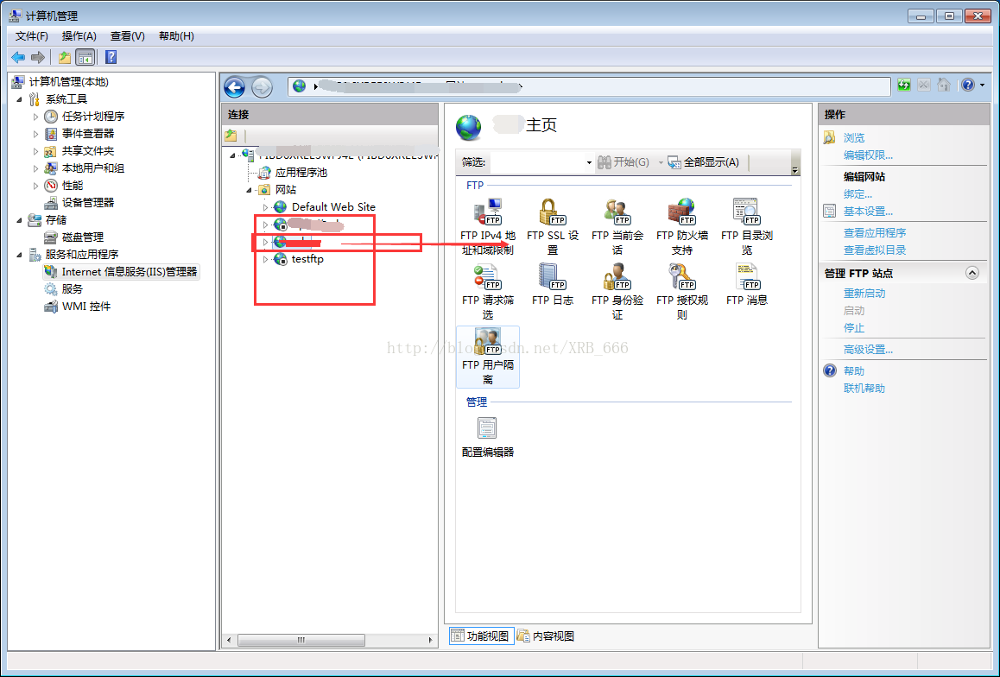 计算机管理
文件(F) 操作(A) 查看(V) 帮助(H)
计算机管理(本地)
系统工具
任务计划程序
事件查看器
共享文件夹
本地用户和组
性能
设备管理器
存储
磁盘管理
服务和应用程序
Internet 信息服务(IIS)管理器
服务
WMI 控件
连接
应用程序池
网站
Default Web Site
testftp
主页
筛选:
开始(G)
全部显示(A)
FTP
FTP IPv4 地
址和域限制
FTP SSL 设
置
FTP 当前会
话
FTP 防火墙
支持
FTP 目录浏
览
FTP 请求筛
选
FTP 日志
FTP 身份验
证
FTP 授权规
则
FTP 消息
FTP 用户隔
离
管理
配置编辑器
功能视图
内容视图
操作
浏览
编辑权限...
编辑网站
绑定...
基本设置...
查看应用程序
查看虚拟目录
管理 FTP 站点
重新启动
启动
停止
高级设置...
帮助
联机帮助